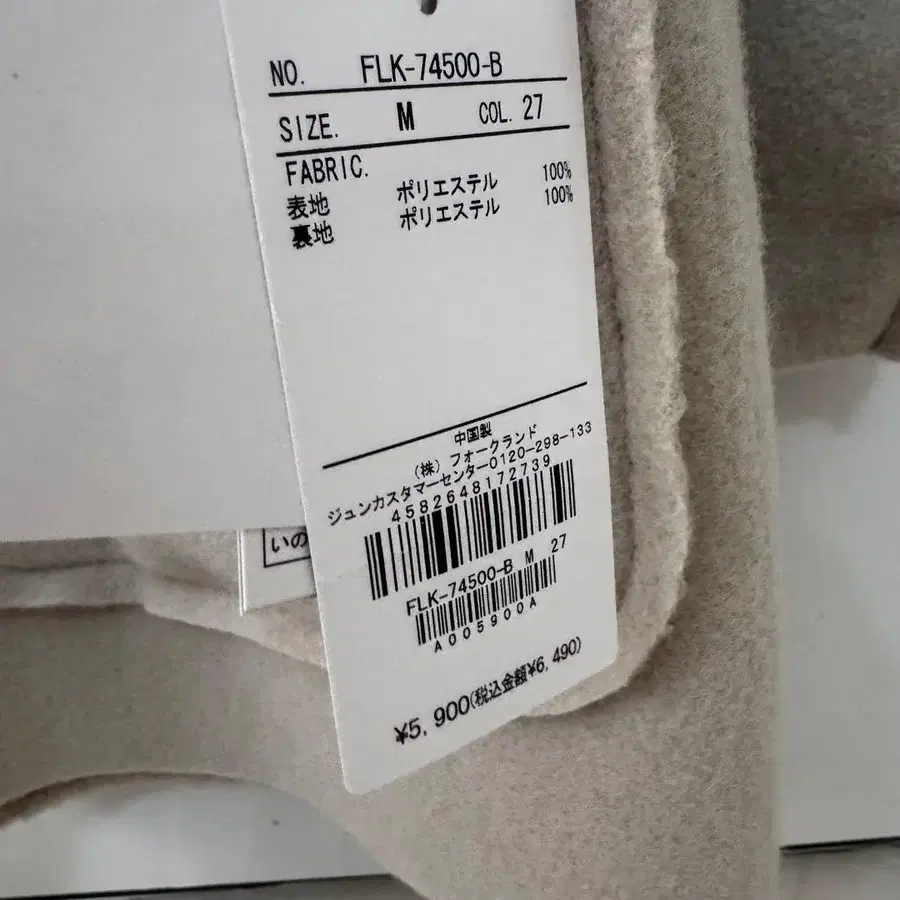 NO. FLK-74500-B
SIZE. M COL. 27
FABRIC.
表地 ポリエステル 100%
裏地 ポリエステル 100%
中国製
(株) フォークランド
ジュンカスタマーセンター0120-298-133
4582648172739
FLK-74500-B M 27
A005900A
¥5,900(税込金額¥6,490)
いの